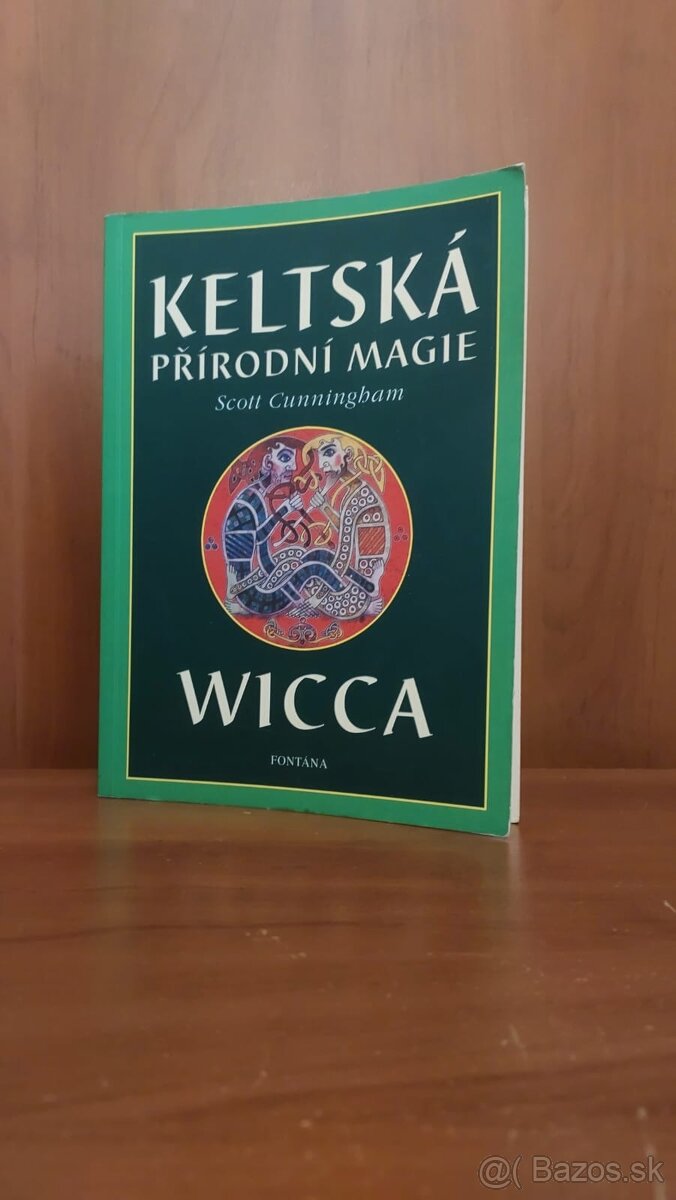 KELTSKÁ
PŘÍRODNÍ MAGIE
Scott Cunningham
WICCA
FONTÁNA
@( Bazos.sk